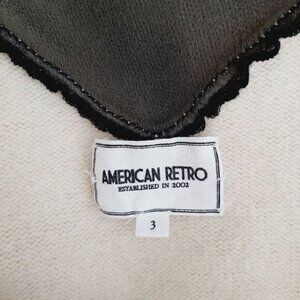 AMERICAN RETRO
ESTABLISHED IN 2002
3